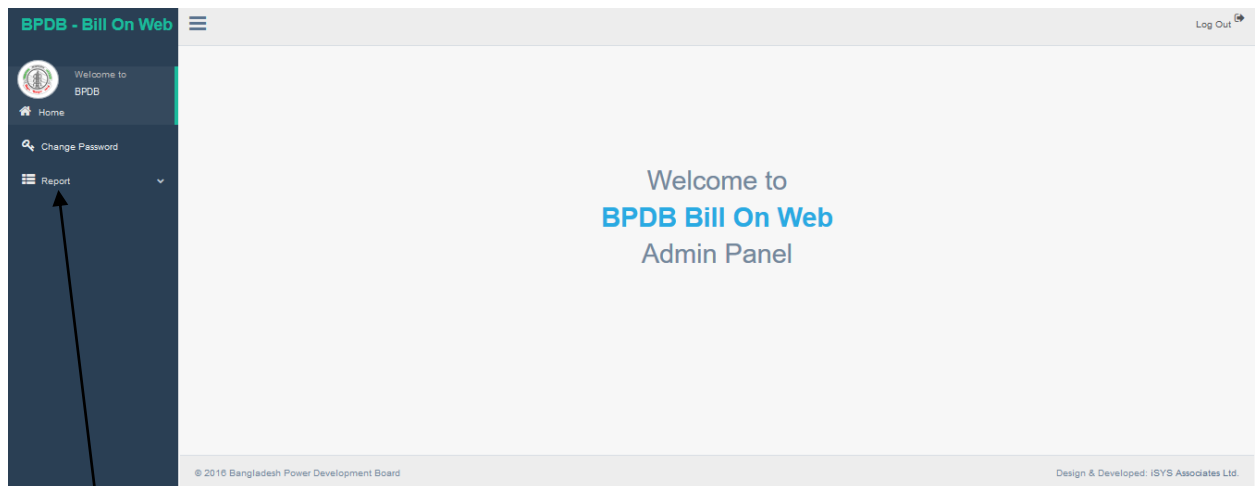 BPDB - Bill On Web
Log Out
Welcome to
BPDB
Home
Change Password
Report
Welcome to
BPDB Bill On Web
Admin Panel
© 2016 Bangladesh Power Development Board
Design & Developed: iSYS Associates Ltd.